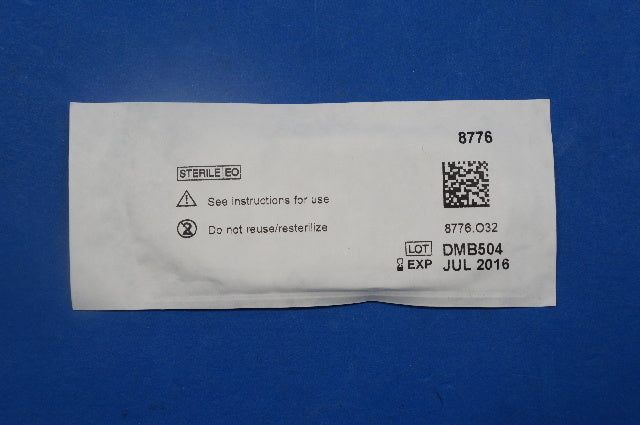 8776
STERILE EO
See instructions for use
Do not reuse/resterilize
8776.O32
LOT DMB504
EXP JUL 2016